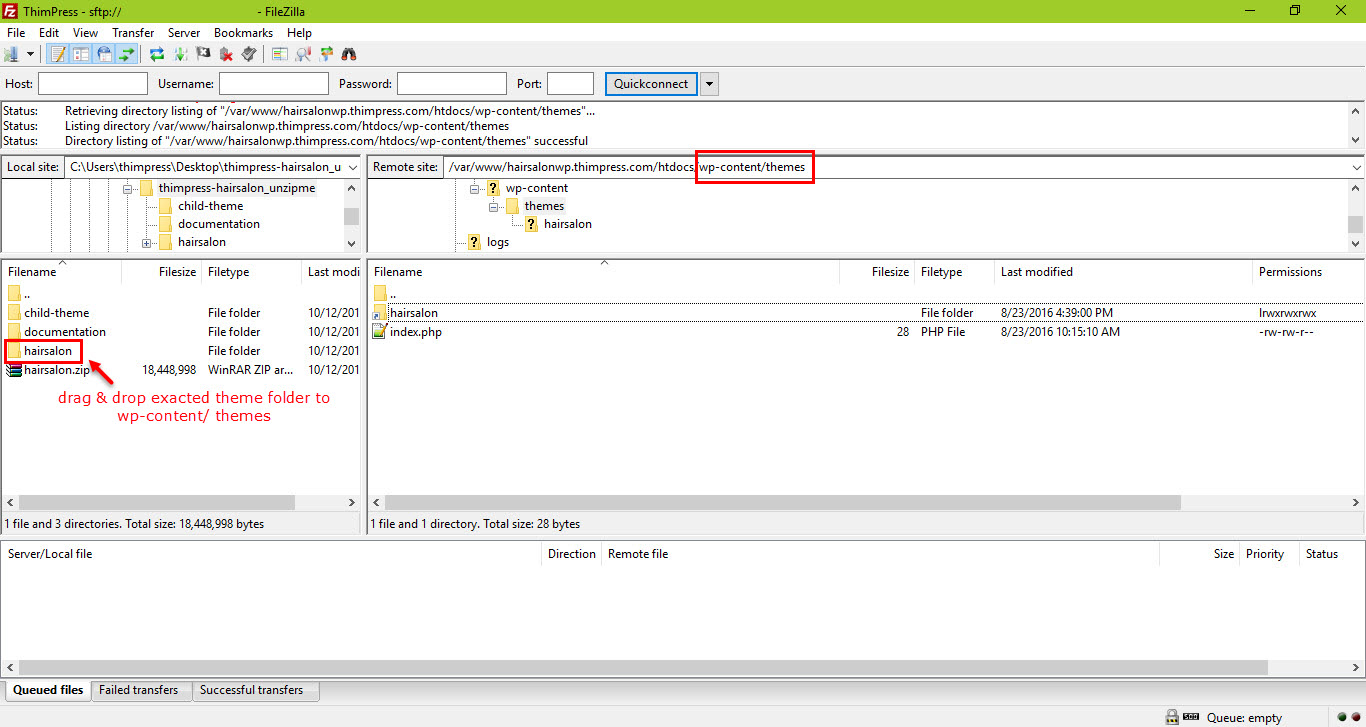 ThimPress - sftp:// - FileZilla
File Edit View Transfer Server Bookmarks Help
Host: Username: Password: Port: Quickconnect
Status: Retrieving directory listing of "/var/www/hairsalonwp.thimpress.com/htdocs/wp-content/themes"...
Status: Listing directory /var/www/hairsalonwp.thimpress.com/htdocs/wp-content/themes
Status: Directory listing of "/var/www/hairsalonwp.thimpress.com/htdocs/wp-content/themes" successful
Local site: C:\Users\thimpress\Desktop\thimpress-hairsalon_u
thimpress-hairsalon_unzipme
child-theme
documentation
hairsalon
Remote site: /var/www/hairsalonwp.thimpress.com/htdocs/wp-content/themes
? wp-content
themes
? hairsalon
? logs
Filename Filesize Filetype Last modi
..
child-theme File folder 10/12/201
documentation File folder 10/12/201
hairsalon File folder 10/12/201
hairsalon.zip 18,448,998 WinRAR ZIP ar... 10/12/201
drag & drop exacted theme folder to
wp-content/ themes
1 file and 3 directories. Total size: 18,448,998 bytes
Filename Filesize Filetype Last modified Permissions
..
hairsalon File folder 8/23/2016 4:39:00 PM lrwxrwxrwx
index.php 28 PHP File 8/23/2016 10:15:10 AM -rw-rw-r--
1 file and 1 directory. Total size: 28 bytes
Server/Local file Direction Remote file Size Priority Status
Queued files Failed transfers Successful transfers
Queue: empty